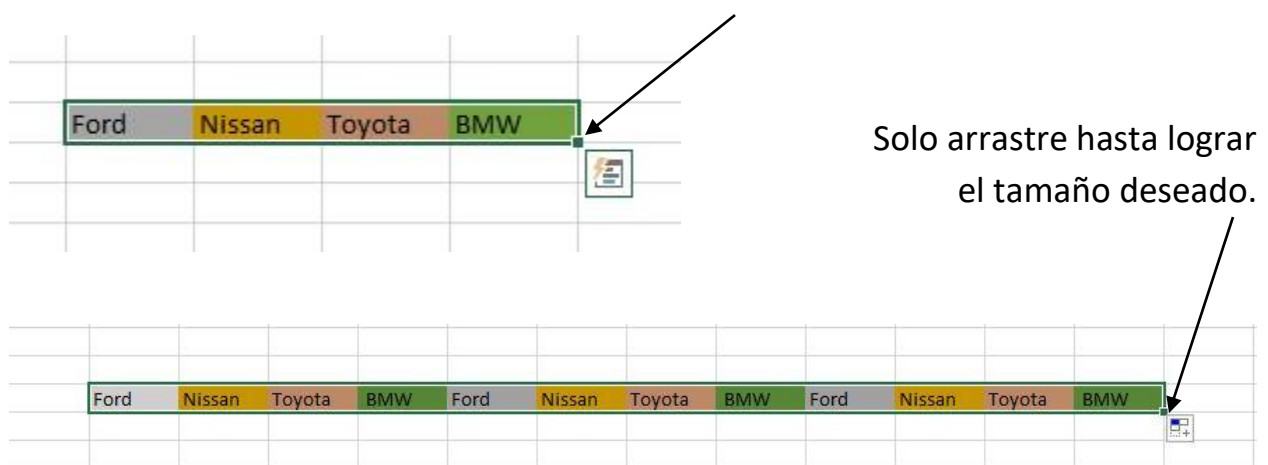 Ford Nissan Toyota BMW
Solo arrastre hasta lograr
el tamaño deseado.
Ford Nissan Toyota BMW Ford Nissan Toyota BMW Ford Nissan Toyota BMW